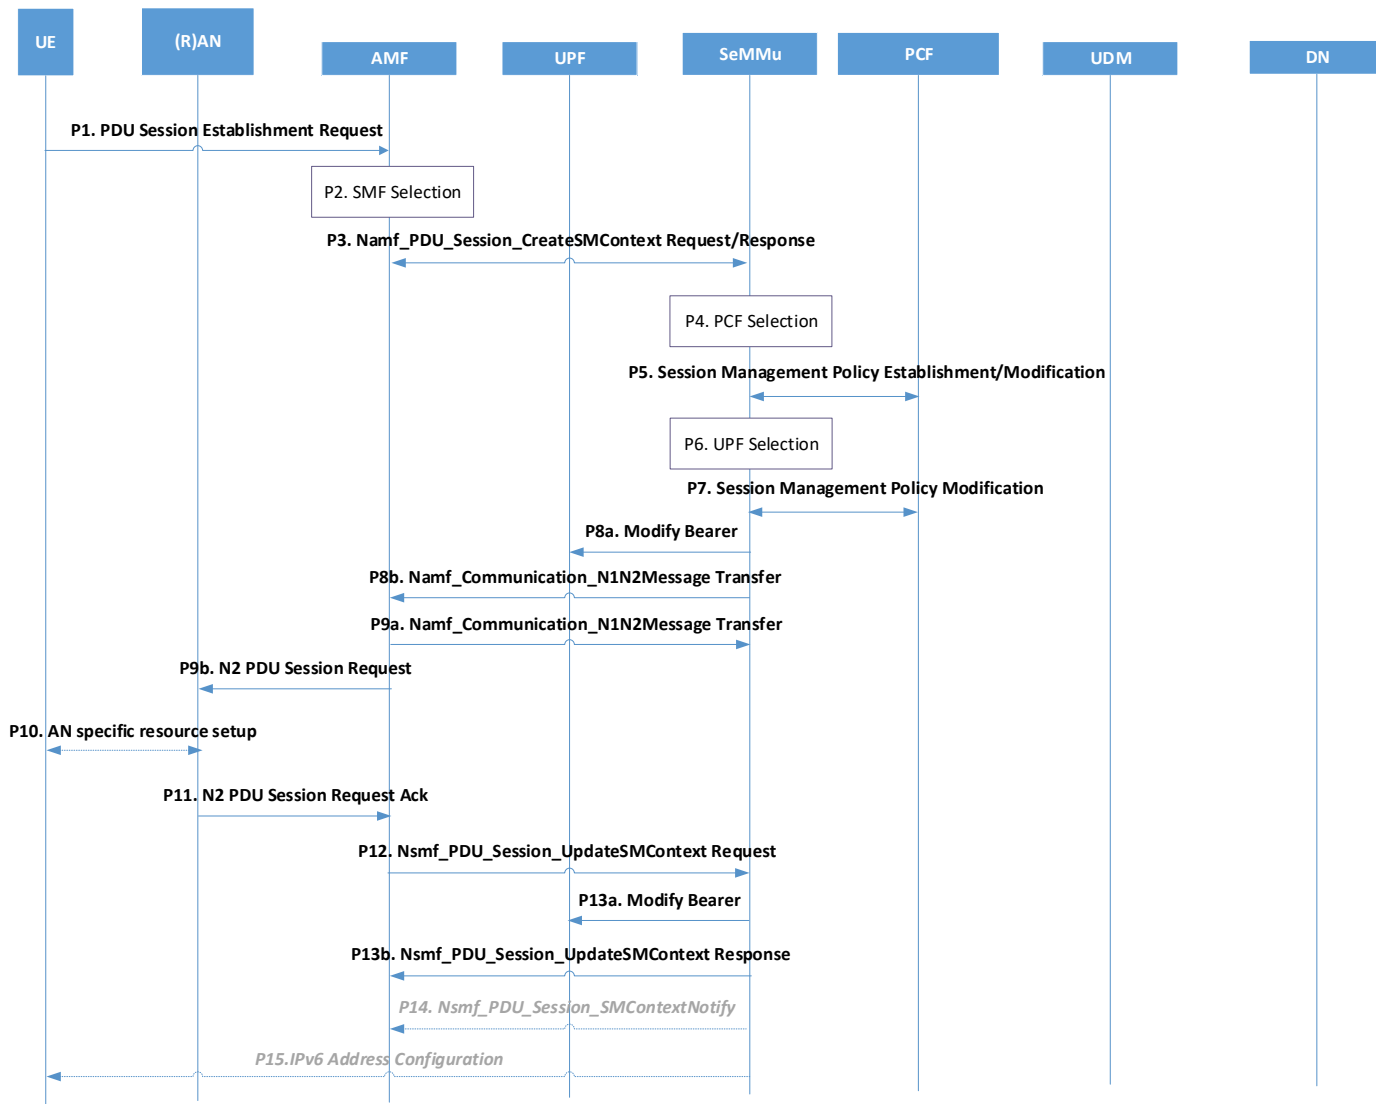 UE
(R)AN
AMF
UPF
SeMMu
PCF
UDM
DN
P1. PDU Session Establishment Request
P2. SMF Selection
P3. Namf_PDU_Session_CreateSMContext Request/Response
P4. PCF Selection
P5. Session Management Policy Establishment/Modification
P6. UPF Selection
P7. Session Management Policy Modification
P8a. Modify Bearer
P8b. Namf_Communication_N1N2Message Transfer
P9a. Namf_Communication_N1N2Message Transfer
P9b. N2 PDU Session Request
P10. AN specific resource setup
P11. N2 PDU Session Request Ack
P12. Nsmf_PDU_Session_UpdateSMContext Request
P13a. Modify Bearer
P13b. Nsmf_PDU_Session_UpdateSMContext Response
P14. Nsmf_PDU_Session_SMContextNotify
P15.IPv6 Address Configuration